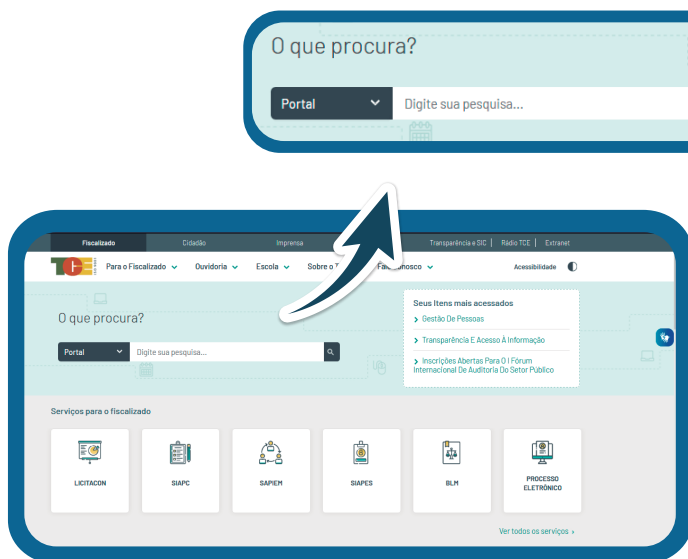 O que procura?
Portal
Digite sua pesquisa...
Fiscalizado
Cidadão
Imprensa
Transparência e SIC
Rádio TCE
Extranet
TCE
Para o Fiscalizado
Ouvidoria
Escola
Sobre o
Acessibilidade
O que procura?
Portal
Digite sua pesquisa...
Seus Itens mais acessados
Gestão De Pessoas
Transparência E Acesso À Informação
Inscrições Abertas Para O I Fórum
Internacional De Auditoria Do Setor Público
Serviços para o fiscalizado
LICITACON
SIAPC
SAPIEM
SIAPES
BLM
PROCESSO
ELETRÔNICO
Ver todos os serviços